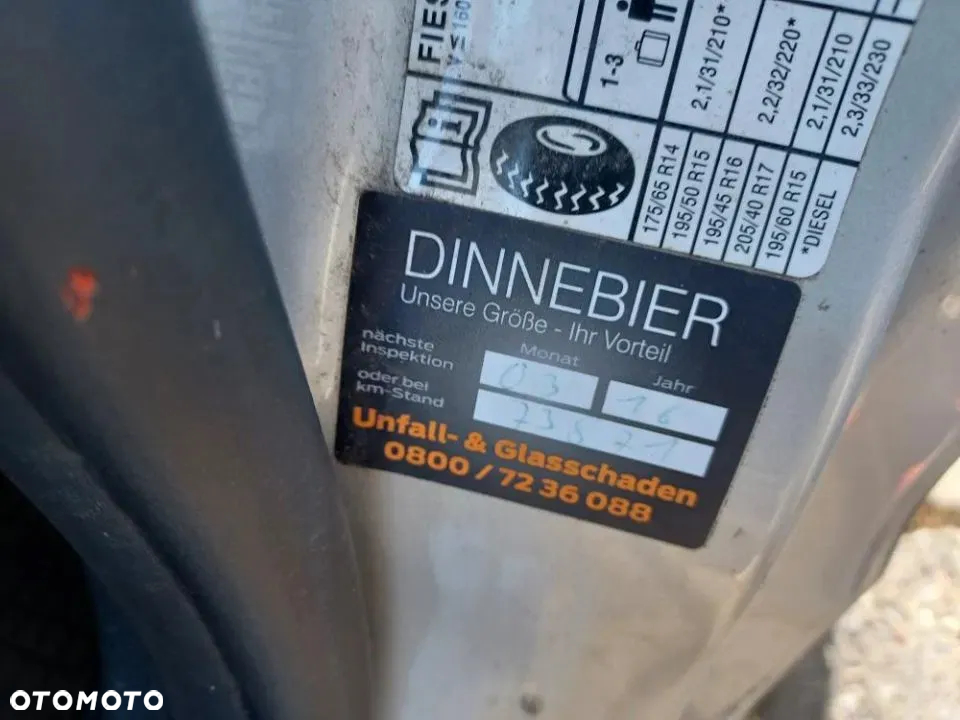 FIES
V≤160
1-3
2,1/31/210*
2,2/32/220*
2,1/31/210
2,3/33/230
175/65 R14
195/50 R15
195/45 R16
205/40 R17
195/60 R15
*DIESEL
DINNEBIER
Unsere Größe - Ihr Vorteil
nächste Inspektion
Monat
Jahr
03
16
oder bei km-Stand
Unfall- & Glasschaden
0800 / 72 36 088
OTOMOTO